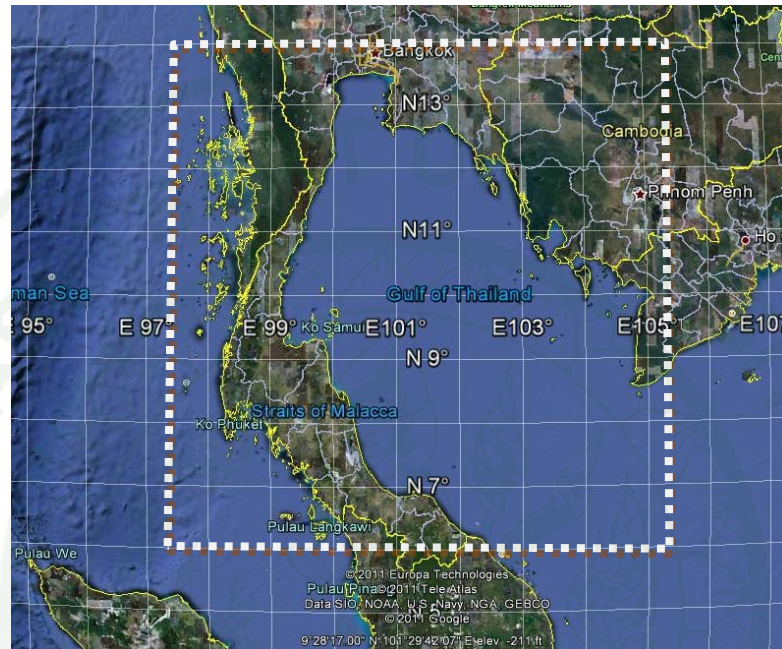 Bangkok Mountains
Bangkok
N13°
Cambodia
Phnom Penh
N11°
Ho
man Sea
Gulf of Thailand
E 95°
E 97°
E 99°
Ko Samui
E101°
E103°
E105°
E107
N 9°
Straits of Malacca
Ko Phuket
N 7°
Pulau Langkawi
Pulau We
© 2011 Europa Technologies
Pulau Pinang
© 2011 Tele Atlas
Data SIO, NOAA, U.S. Navy, NGA, GEBCO
© 2011 Google
N 5°
9°28'17.00" N 101°29'42.07" E elev -211 ft